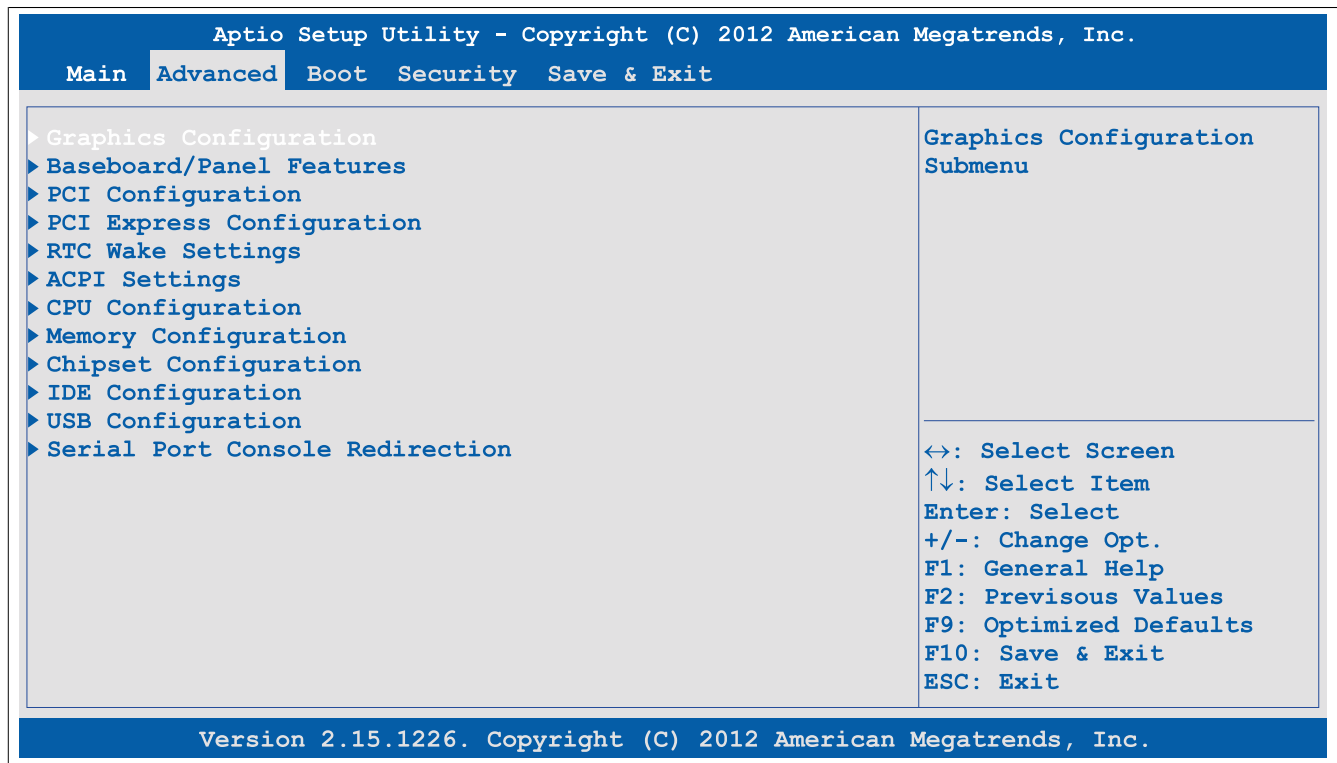 Aptio Setup Utility - Copyright (C) 2012 American Megatrends, Inc.
Main Advanced Boot Security Save & Exit
▶Graphics Configuration
▶Baseboard/Panel Features
▶PCI Configuration
▶PCI Express Configuration
▶RTC Wake Settings
▶ACPI Settings
▶CPU Configuration
▶Memory Configuration
▶Chipset Configuration
▶IDE Configuration
▶USB Configuration
▶Serial Port Console Redirection
Graphics Configuration
Submenu
↔: Select Screen
↑↓: Select Item
Enter: Select
+/-: Change Opt.
F1: General Help
F2: Previsous Values
F9: Optimized Defaults
F10: Save & Exit
ESC: Exit
Version 2.15.1226. Copyright (C) 2012 American Megatrends, Inc.